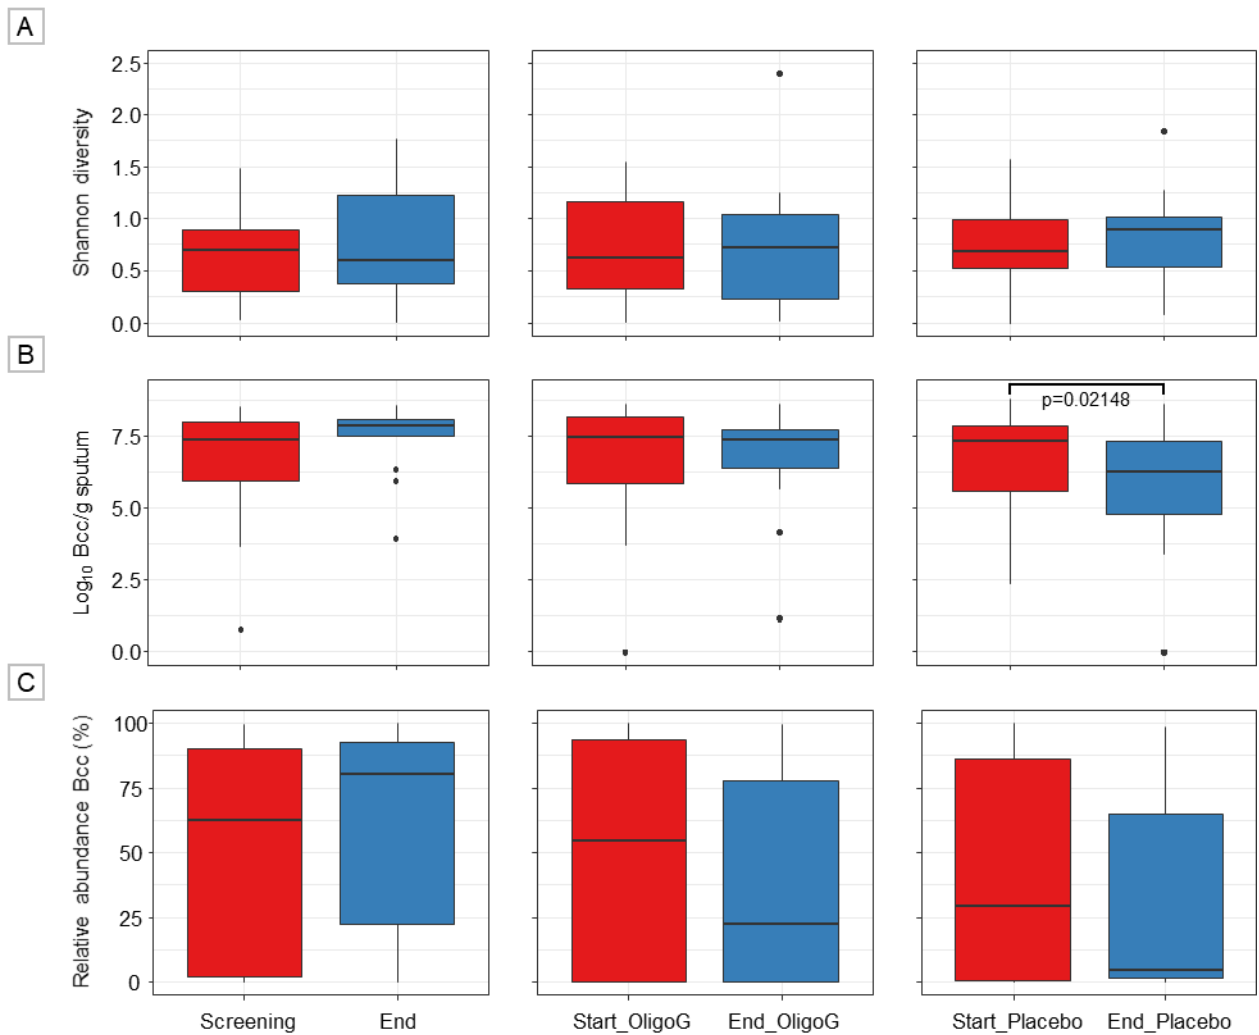 A
Shannon diversity
2.5
2.0
1.5
1.0
0.5
0.0
B
Log10 Bcc/g sputum
7.5
5.0
2.5
0.0
p=0.02148
C
Relative abundance Bcc (%)
100
75
50
25
0
Screening End Start_OligoG End_OligoG Start_Placebo End_Placebo